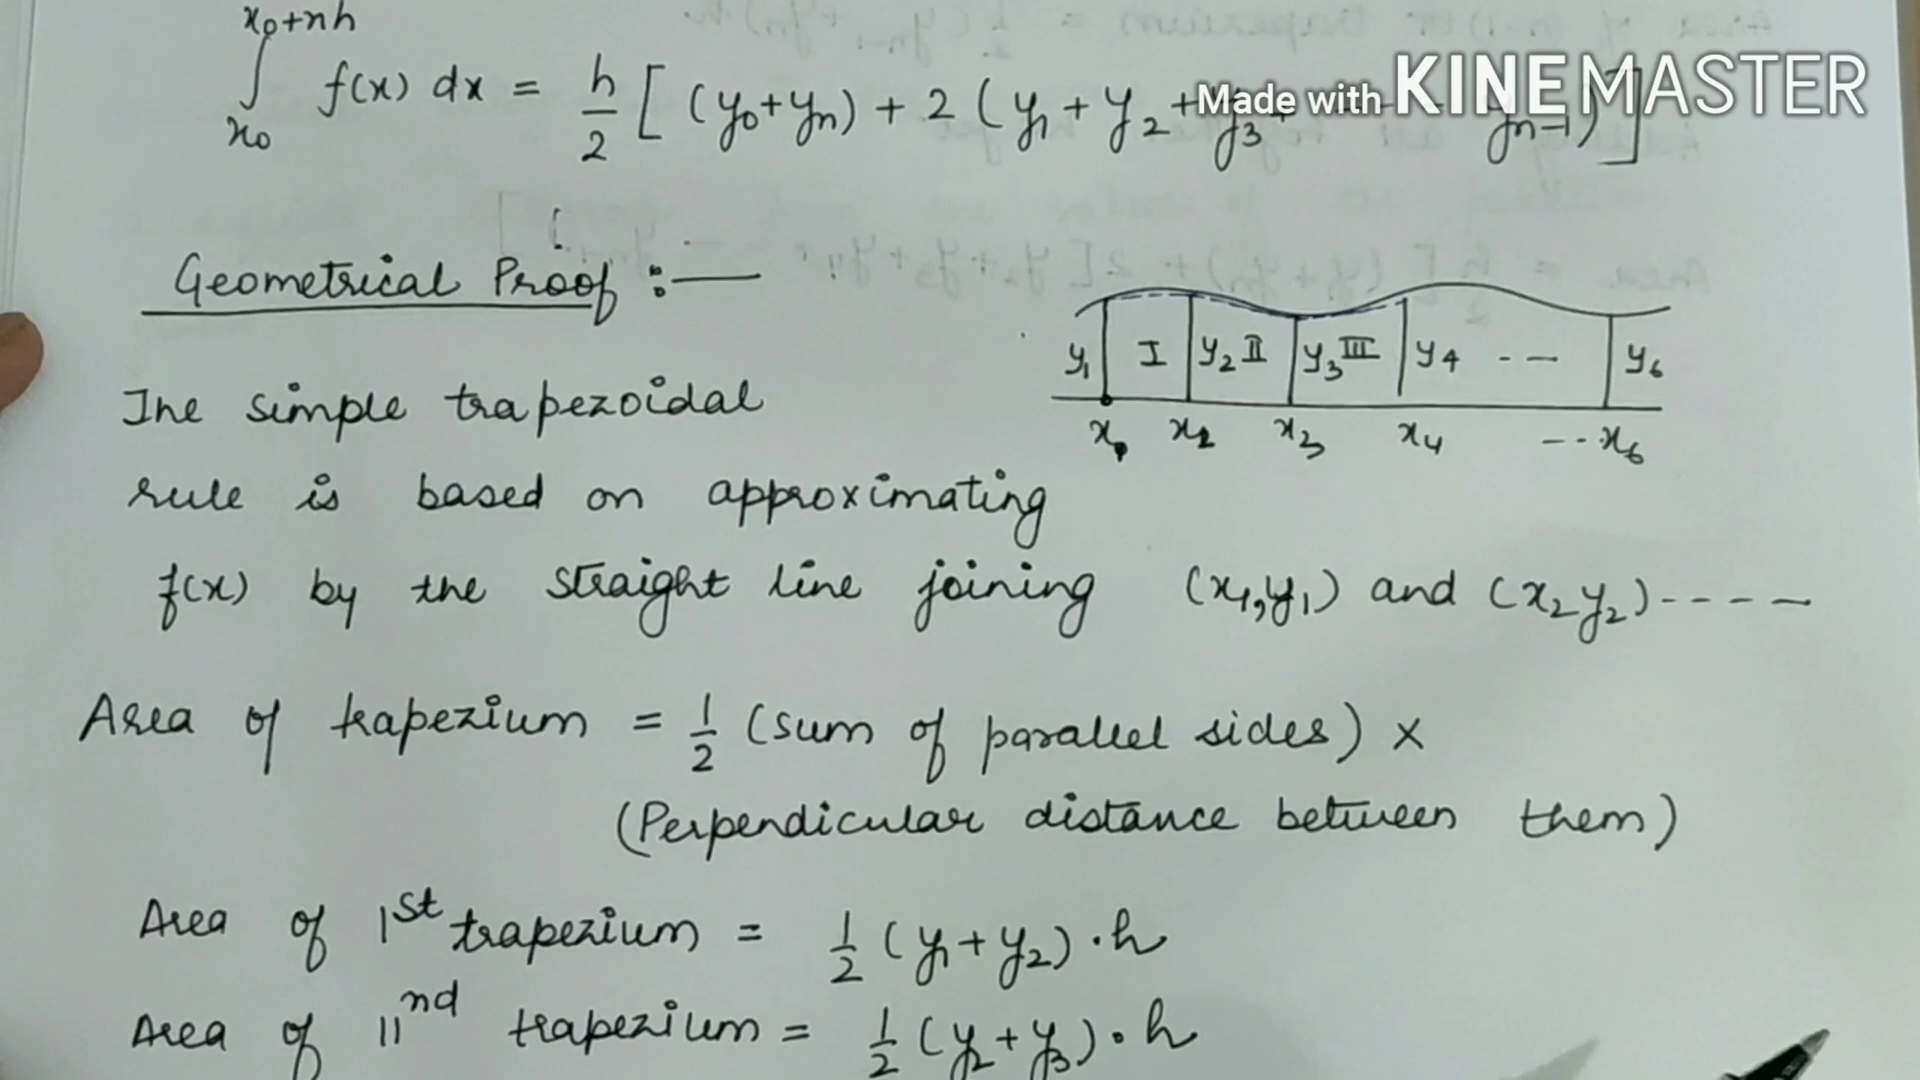 x₀+nh
∫ f(x) dx = h/2 [ (y₀+yₙ) + 2 (y₁ + y₂ + y₃ + - yₙ₋₁) ]
x₀
Made with KINEMASTER
Geometrical Proof :—
y₁ I y₂ II y₃ III y₄ - - y₆
x₁ x₂ x₃ x₄ --- x₆
The simple trapezoidal
rule is based on approximating
f(x) by the straight line joining (x₁,y₁) and (x₂y₂)-----
Area of trapezium = 1/2 (sum of parallel sides) ×
(Perpendicular distance between them)
Area of 1st trapezium = 1/2 (y₁+y₂)·h
Area of IInd trapezium = 1/2 (y₂+y₃)·h